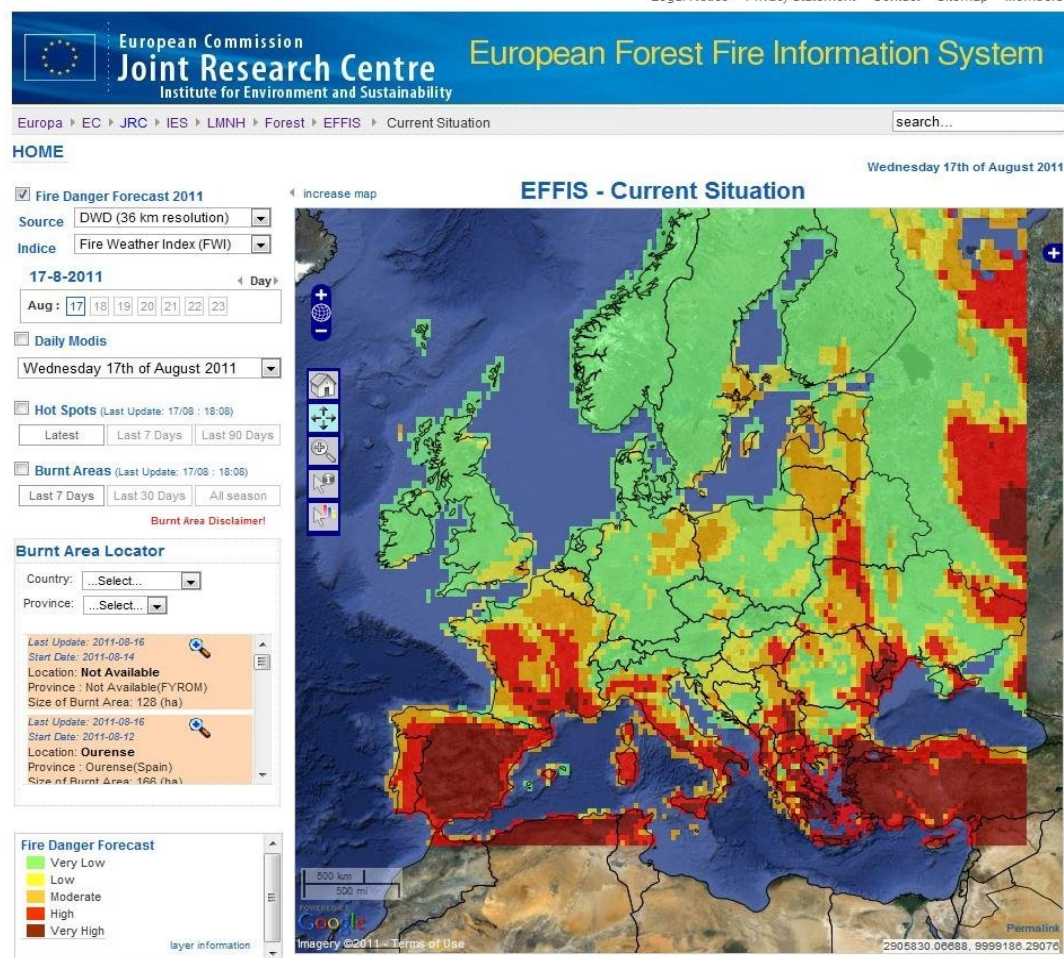 European Commission
Joint Research Centre
Institute for Environment and Sustainability
European Forest Fire Information System
Europa EC JRC IES LMNH Forest EFFIS Current Situation
search...
HOME
Wednesday 17th of August 2011
Fire Danger Forecast 2011
increase map
EFFIS - Current Situation
Source DWD (36 km resolution)
Indice Fire Weather Index (FWI)
17-8-2011
Day
Aug : 17 18 19 20 21 22 23
Daily Modis
Wednesday 17th of August 2011
Hot Spots (Last Update: 17/08 : 18:08)
Latest Last 7 Days Last 90 Days
Burnt Areas (Last Update: 17/08 : 18:08)
Last 7 Days Last 30 Days All season
Burnt Area Disclaimer!
Burnt Area Locator
Country: ...Select...
Province: ...Select...
Last Update: 2011-08-16
Start Date: 2011-08-14
Location: Not Available
Province : Not Available(FYROM)
Size of Burnt Area: 128 (ha)
Last Update: 2011-08-16
Start Date: 2011-08-12
Location: Ourense
Province : Ourense(Spain)
Size of Burnt Area: 166 (ha)
Fire Danger Forecast
Very Low
Low
Moderate
High
Very High
layer information
500 km
500 mi
POWERED BY
Google
Imagery ©2011 - Terms of Use
Permalink
2905830.06688, 9999186.29076